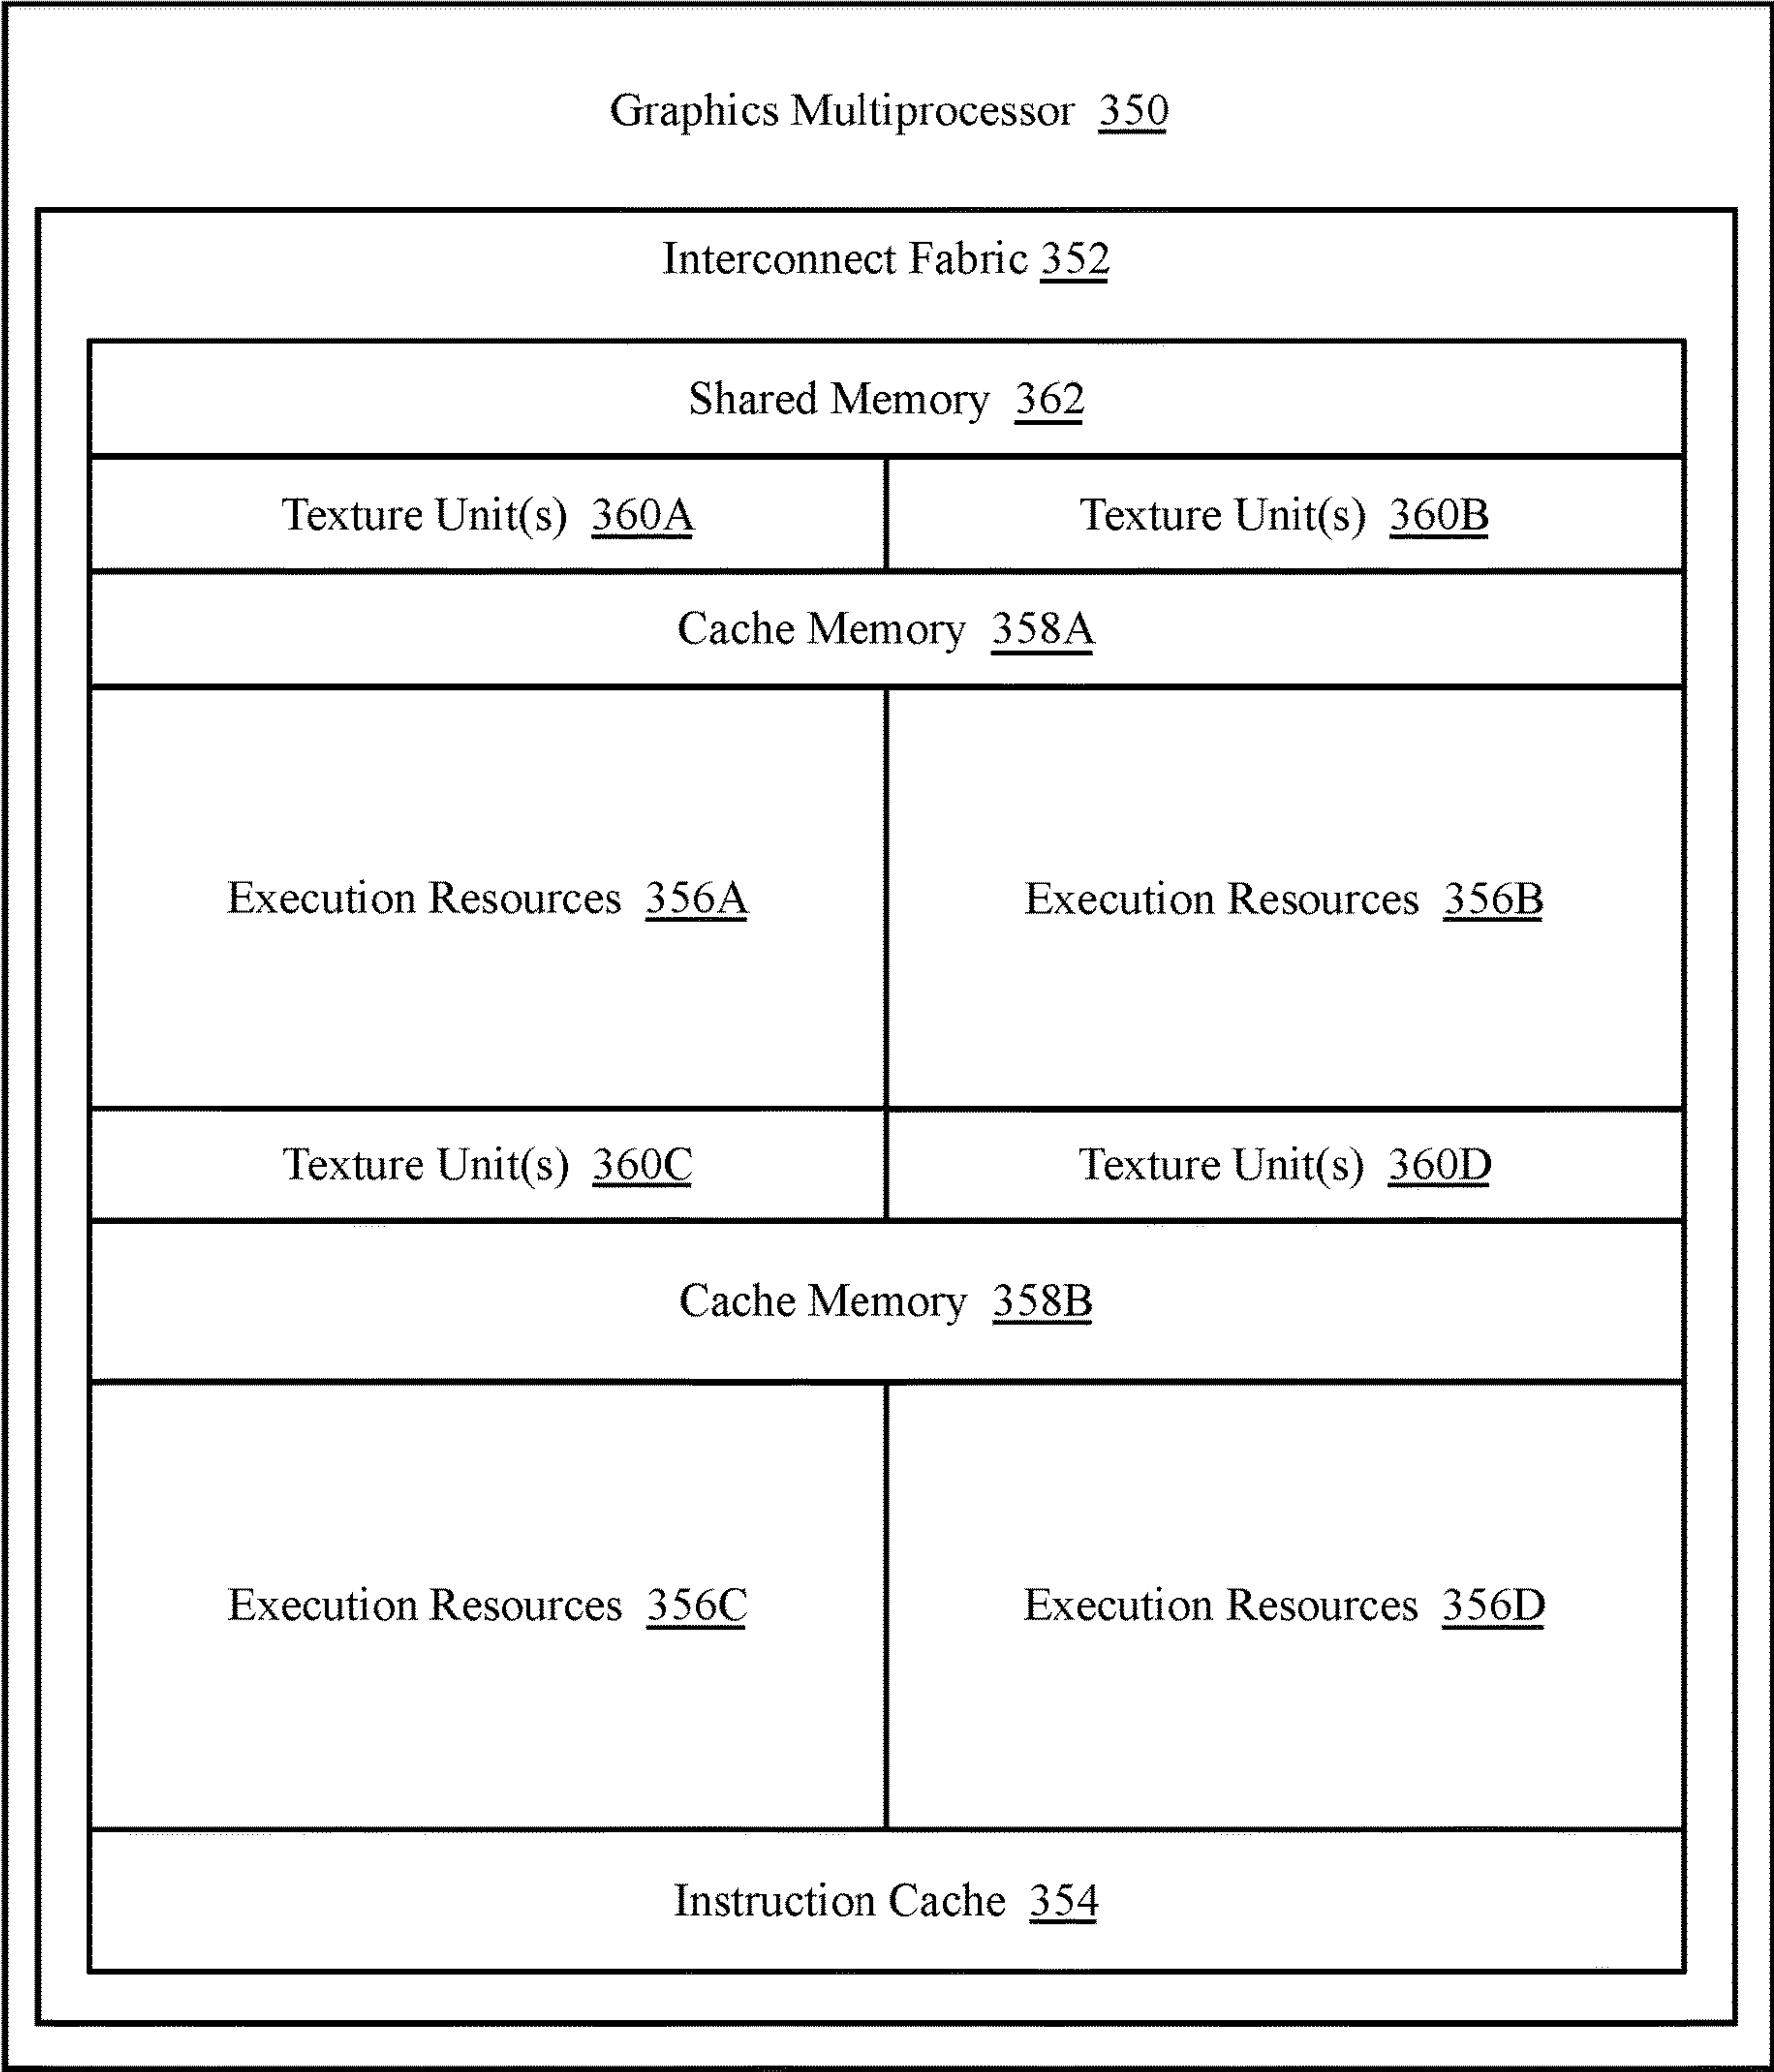 Graphics Multiprocessor 350
Interconnect Fabric 352
Shared Memory 362
Texture Unit(s) 360A
Texture Unit(s) 360B
Cache Memory 358A
Execution Resources 356A
Execution Resources 356B
Texture Unit(s) 360C
Texture Unit(s) 360D
Cache Memory 358B
Execution Resources 356C
Execution Resources 356D
Instruction Cache 354